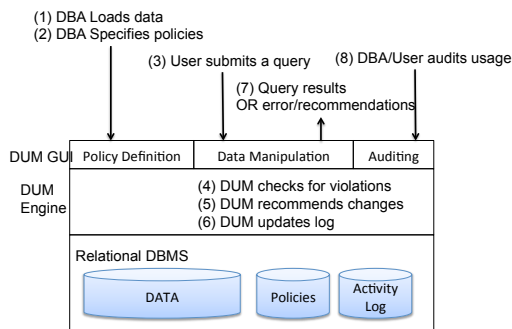 (1) DBA Loads data
(2) DBA Specifies policies
(3) User submits a query
(8) DBA/User audits usage
(7) Query results
OR error/recommendations
DUM GUI
Policy Definition
Data Manipulation
Auditing
DUM
Engine
(4) DUM checks for violations
(5) DUM recommends changes
(6) DUM updates log
Relational DBMS
DATA
Policies
Activity
Log